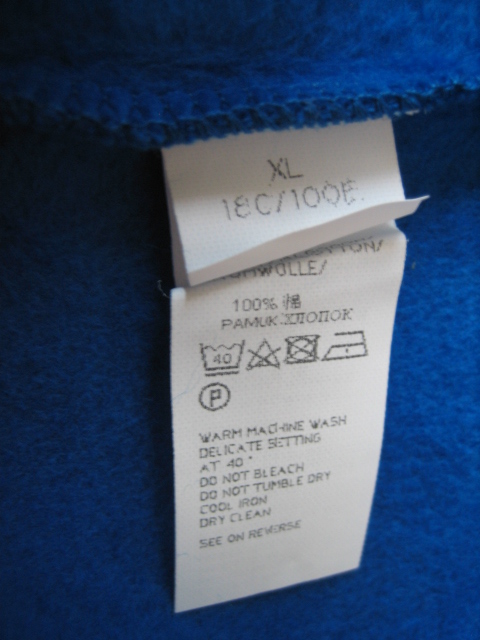 XL
18C/100E
100% 棉
PAMUK ХЛОПОК
40
P
WARM MACHINE WASH
DELICATE SETTING
AT 40°
DO NOT BLEACH
DO NOT TUMBLE DRY
COOL IRON
DRY CLEAN
SEE ON REVERSE